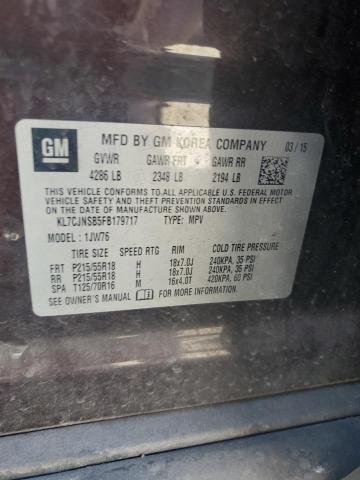 GM
MFD BY GM KOREA COMPANY 03/15
GVWR GAWR FRT GAWR RR
4286 LB 2348 LB 2194 LB
THIS VEHICLE CONFORMS TO ALL APPLICABLE U.S. FEDERAL MOTOR
VEHICLE SAFETY AND THEFT PREVENTION STANDARDS IN EFFECT ON
THE DATE OF MANUFACTURE SHOWN ABOVE.
KL7CJNSB5FB179717 TYPE: MPV
MODEL: 1JW76
TIRE SIZE SPEED RTG RIM COLD TIRE PRESSURE
FRT P215/55R18 H 18x7.0J 240KPA, 35 PSI
RR P215/55R18 H 18x7.0J 240KPA, 35 PSI
SPA T125/70R16 M 16x4.0T 420KPA, 60 PSI
SEE OWNER'S MANUAL FOR MORE INFORMATION.